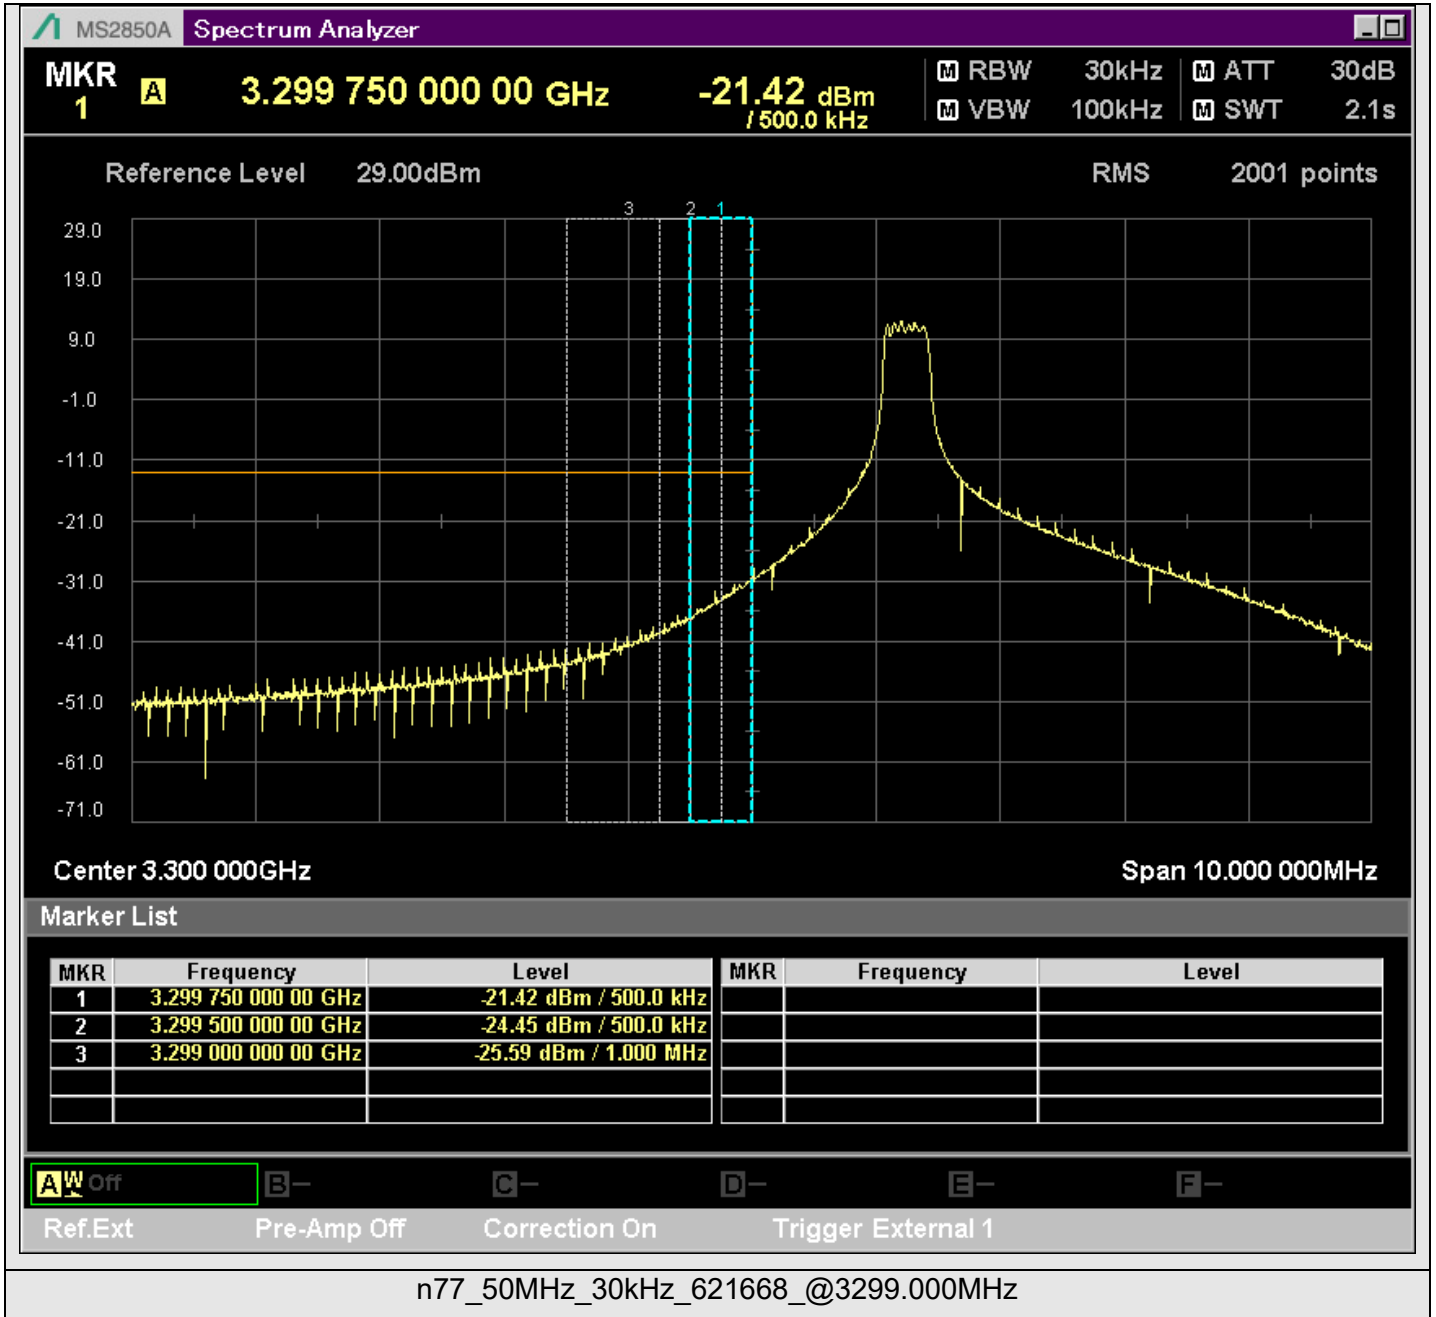 MS2850A Spectrum Analyzer
MKR 1 A 3.299 750 000 00 GHz -21.42 dBm / 500.0 kHz
M RBW 30kHz M ATT 30dB
M VBW 100kHz M SWT 2.1s
Reference Level 29.00dBm RMS 2001 points
3 2 1
29.0
19.0
9.0
-1.0
-11.0
-21.0
-31.0
-41.0
-51.0
-61.0
-71.0
Center 3.300 000GHz Span 10.000 000MHz
Marker List
MKR Frequency Level MKR Frequency Level
1 3.299 750 000 00 GHz -21.42 dBm / 500.0 kHz
2 3.299 500 000 00 GHz -24.45 dBm / 500.0 kHz
3 3.299 000 000 00 GHz -25.59 dBm / 1.000 MHz
A W Off B — C — D — E — F —
Ref.Ext Pre-Amp Off Correction On Trigger External 1
n77_50MHz_30kHz_621668_@3299.000MHz